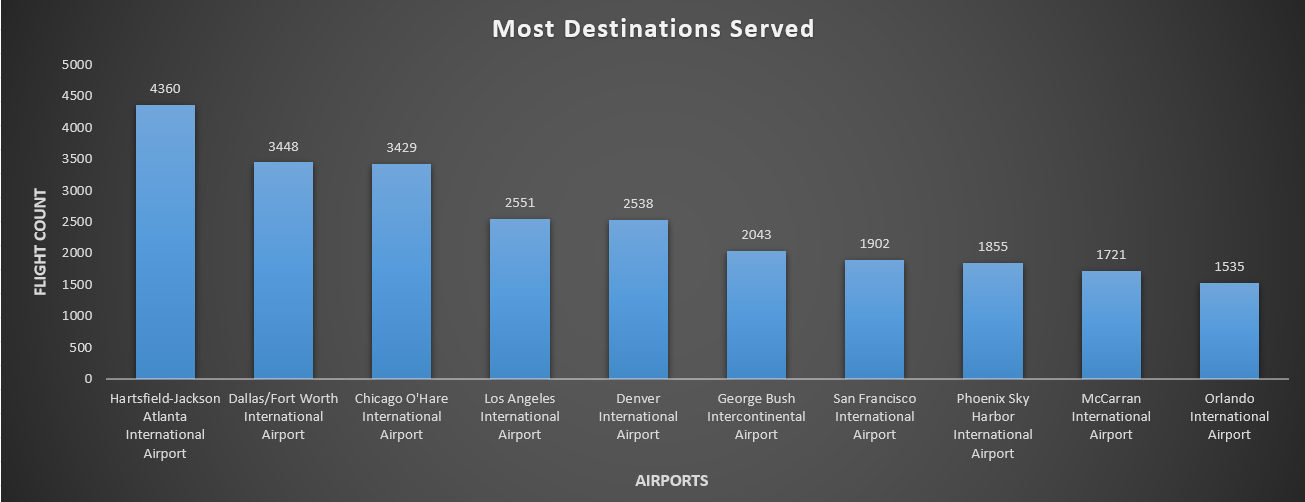 Most Destinations Served
5000
4500
4000
3500
3000
2500
2000
1500
1000
500
0
FLIGHT COUNT
4360
3448
3429
2551
2538
2043
1902
1855
1721
1535
Hartsfield-Jackson
Atlanta
International
Airport
Dallas/Fort Worth
International
Airport
Chicago O'Hare
International
Airport
Los Angeles
International
Airport
Denver
International
Airport
George Bush
Intercontinental
Airport
San Francisco
International
Airport
Phoenix Sky
Harbor
International
Airport
McCarran
International
Airport
Orlando
International
Airport
AIRPORTS